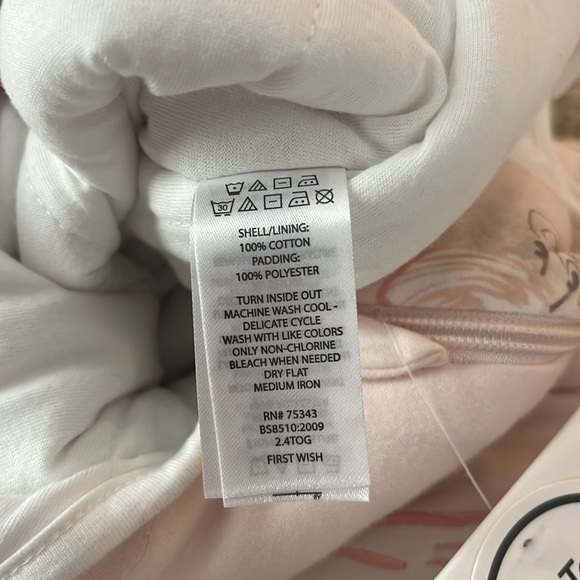 30
SHELL/LINING:
100% COTTON
PADDING:
100% POLYESTER
TURN INSIDE OUT
MACHINE WASH COOL -
DELICATE CYCLE
WASH WITH LIKE COLORS
ONLY NON-CHLORINE
BLEACH WHEN NEEDED
DRY FLAT
MEDIUM IRON
RN# 75343
BS8510:2009
2.4TOG
FIRST WISH